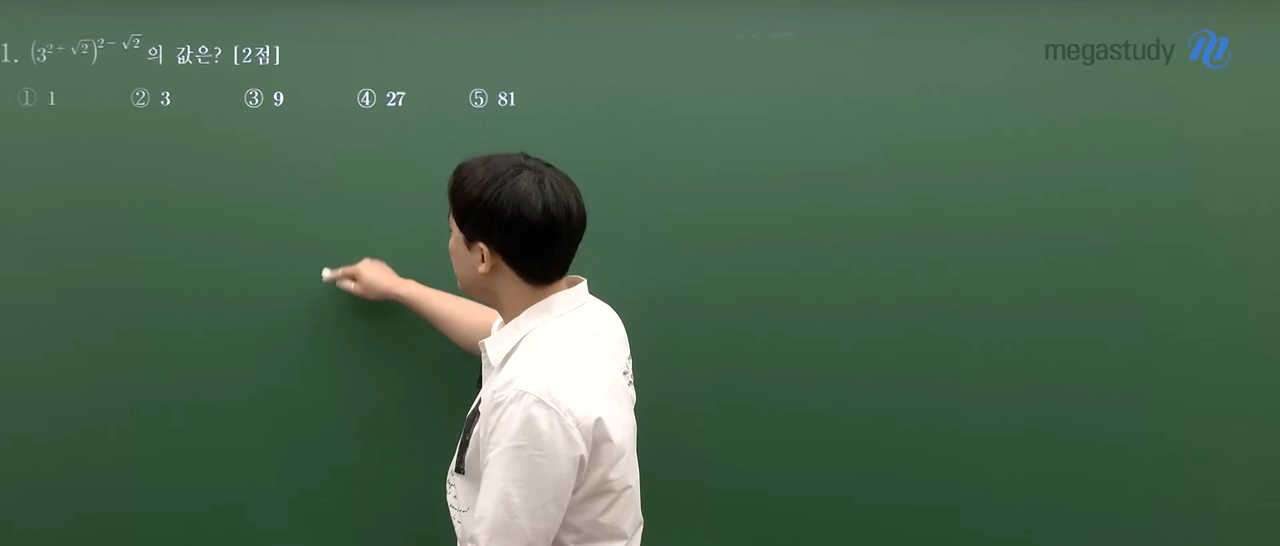 1. (3^{2+√2})^{2−√2} 의 값은? [2점]
① 1 ② 3 ③ 9 ④ 27 ⑤ 81
megastudy